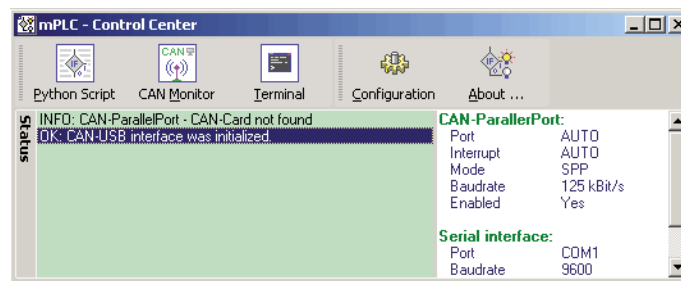 mPLC - Control Center
Python Script CAN Monitor Terminal Configuration About ...
CAN
IF
Status
INFO: CAN-ParallelPort - CAN-Card not found
OK: CAN-USB interface was initialized.
CAN-ParallerPort:
Port AUTO
Interrupt AUTO
Mode SPP
Baudrate 125 kBit/s
Enabled Yes
Serial interface:
Port COM1
Baudrate 9600